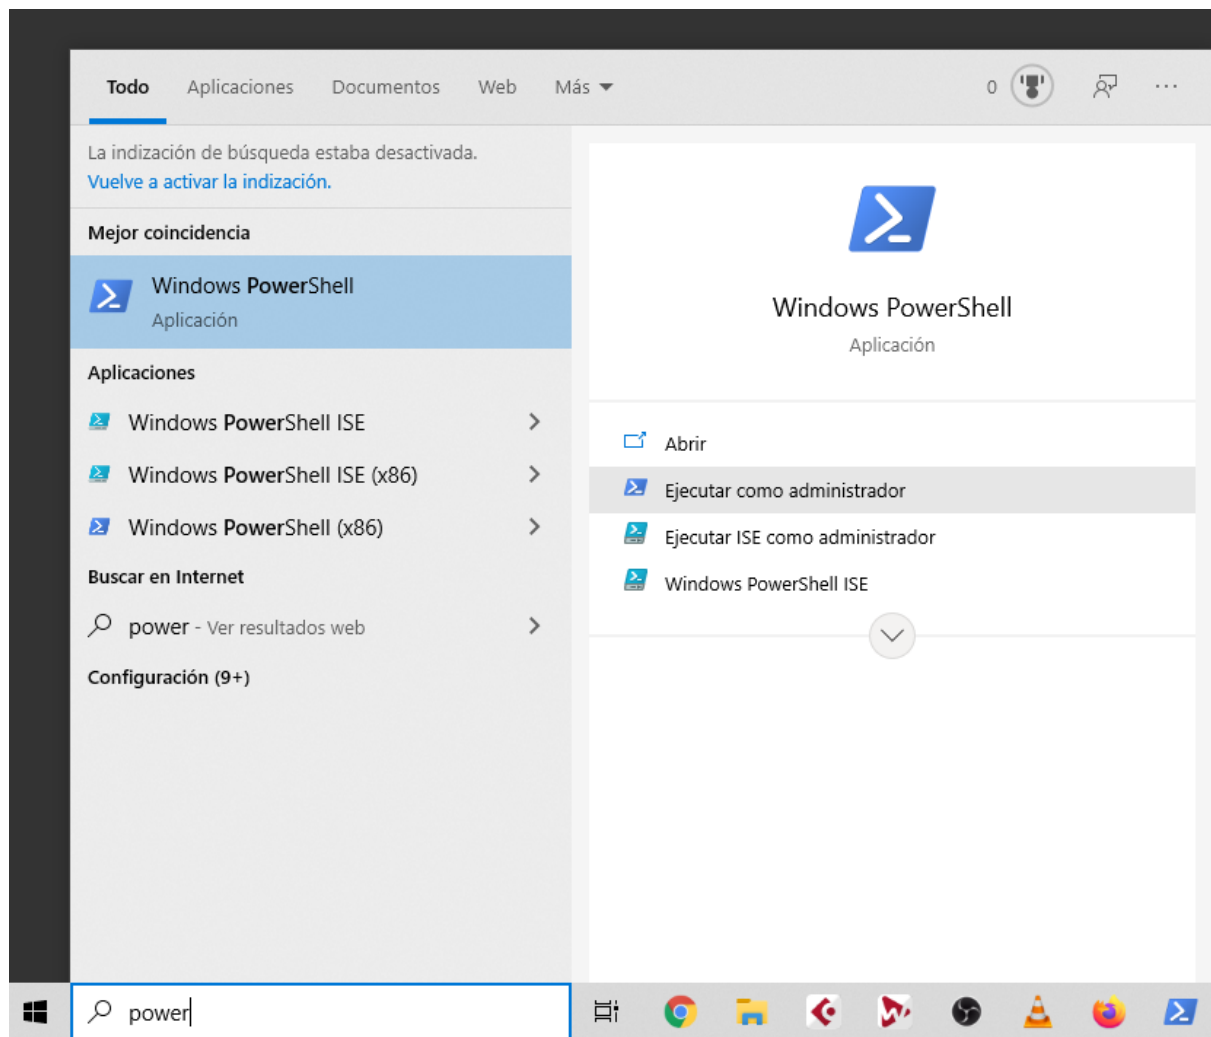 Todo Aplicaciones Documentos Web Más 0
La indización de búsqueda estaba desactivada.
Vuelve a activar la indización.
Mejor coincidencia
Windows PowerShell
Aplicación
Aplicaciones
Windows PowerShell ISE
Windows PowerShell ISE (x86)
Windows PowerShell (x86)
Buscar en Internet
power - Ver resultados web
Configuración (9+)
Windows PowerShell
Aplicación
Abrir
Ejecutar como administrador
Ejecutar ISE como administrador
Windows PowerShell ISE
power